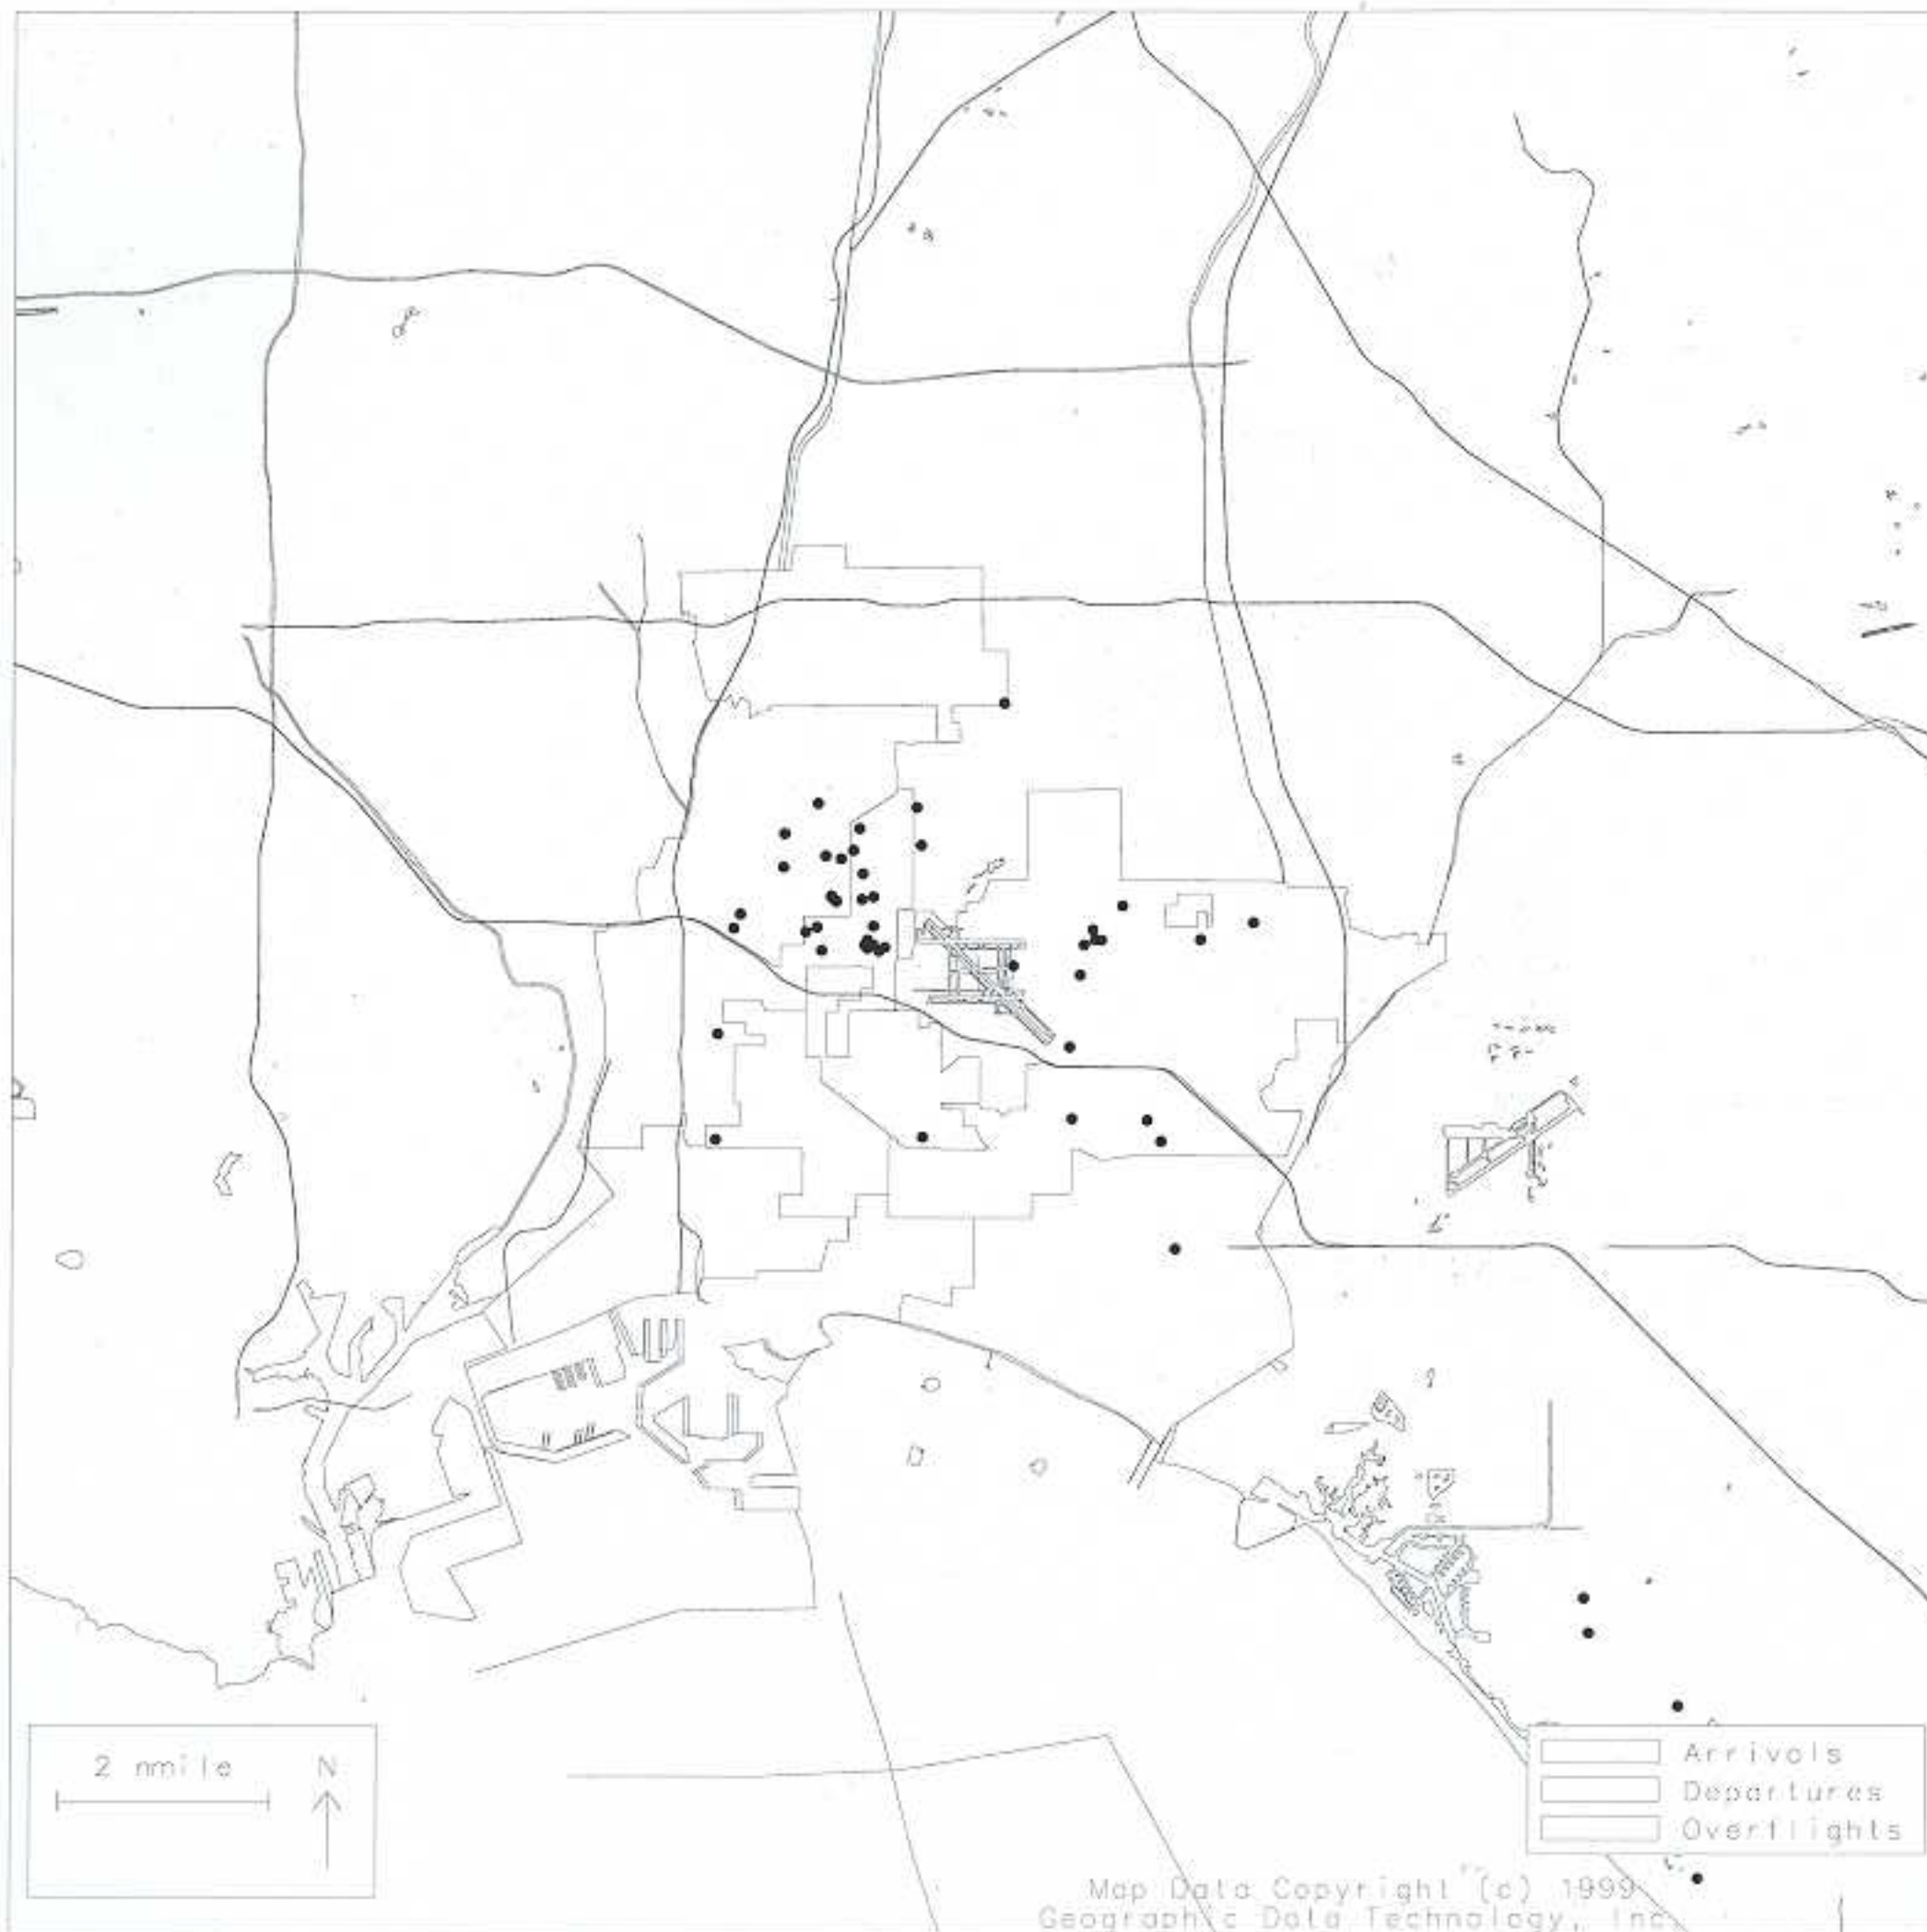 2 nmile
N
Arrivals
Departures
Overflights
Map Data Copyright (c) 1999
Geographic Data Technology, Inc